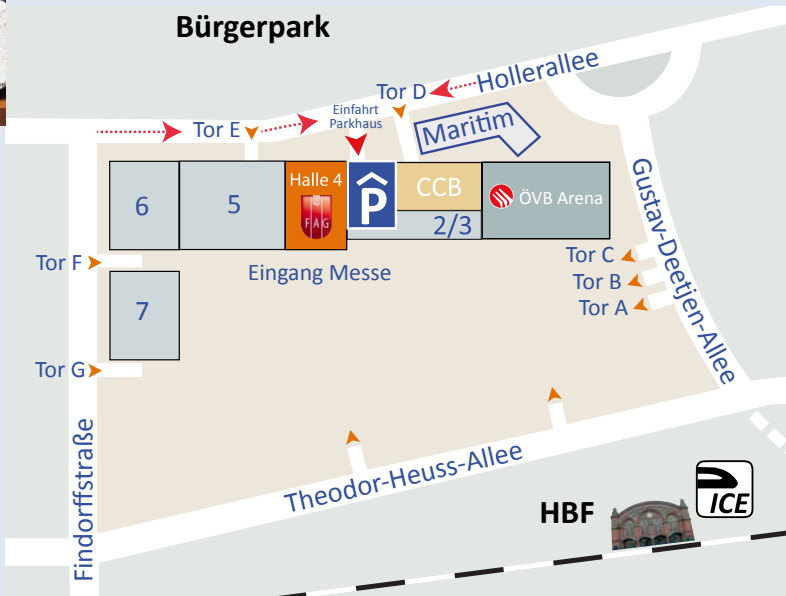 Bürgerpark
Hollerallee
Tor D
Einfahrt
Parkhaus
Tor E
Maritim
Halle 4
FAG
P
CCB
ÖVB Arena
6
5
2/3
Gustav-Deetjen-Allee
Tor F
Eingang Messe
Tor C
Tor B
Tor A
7
Tor G
Theodor-Heuss-Allee
Findorffstraße
HBF
ICE